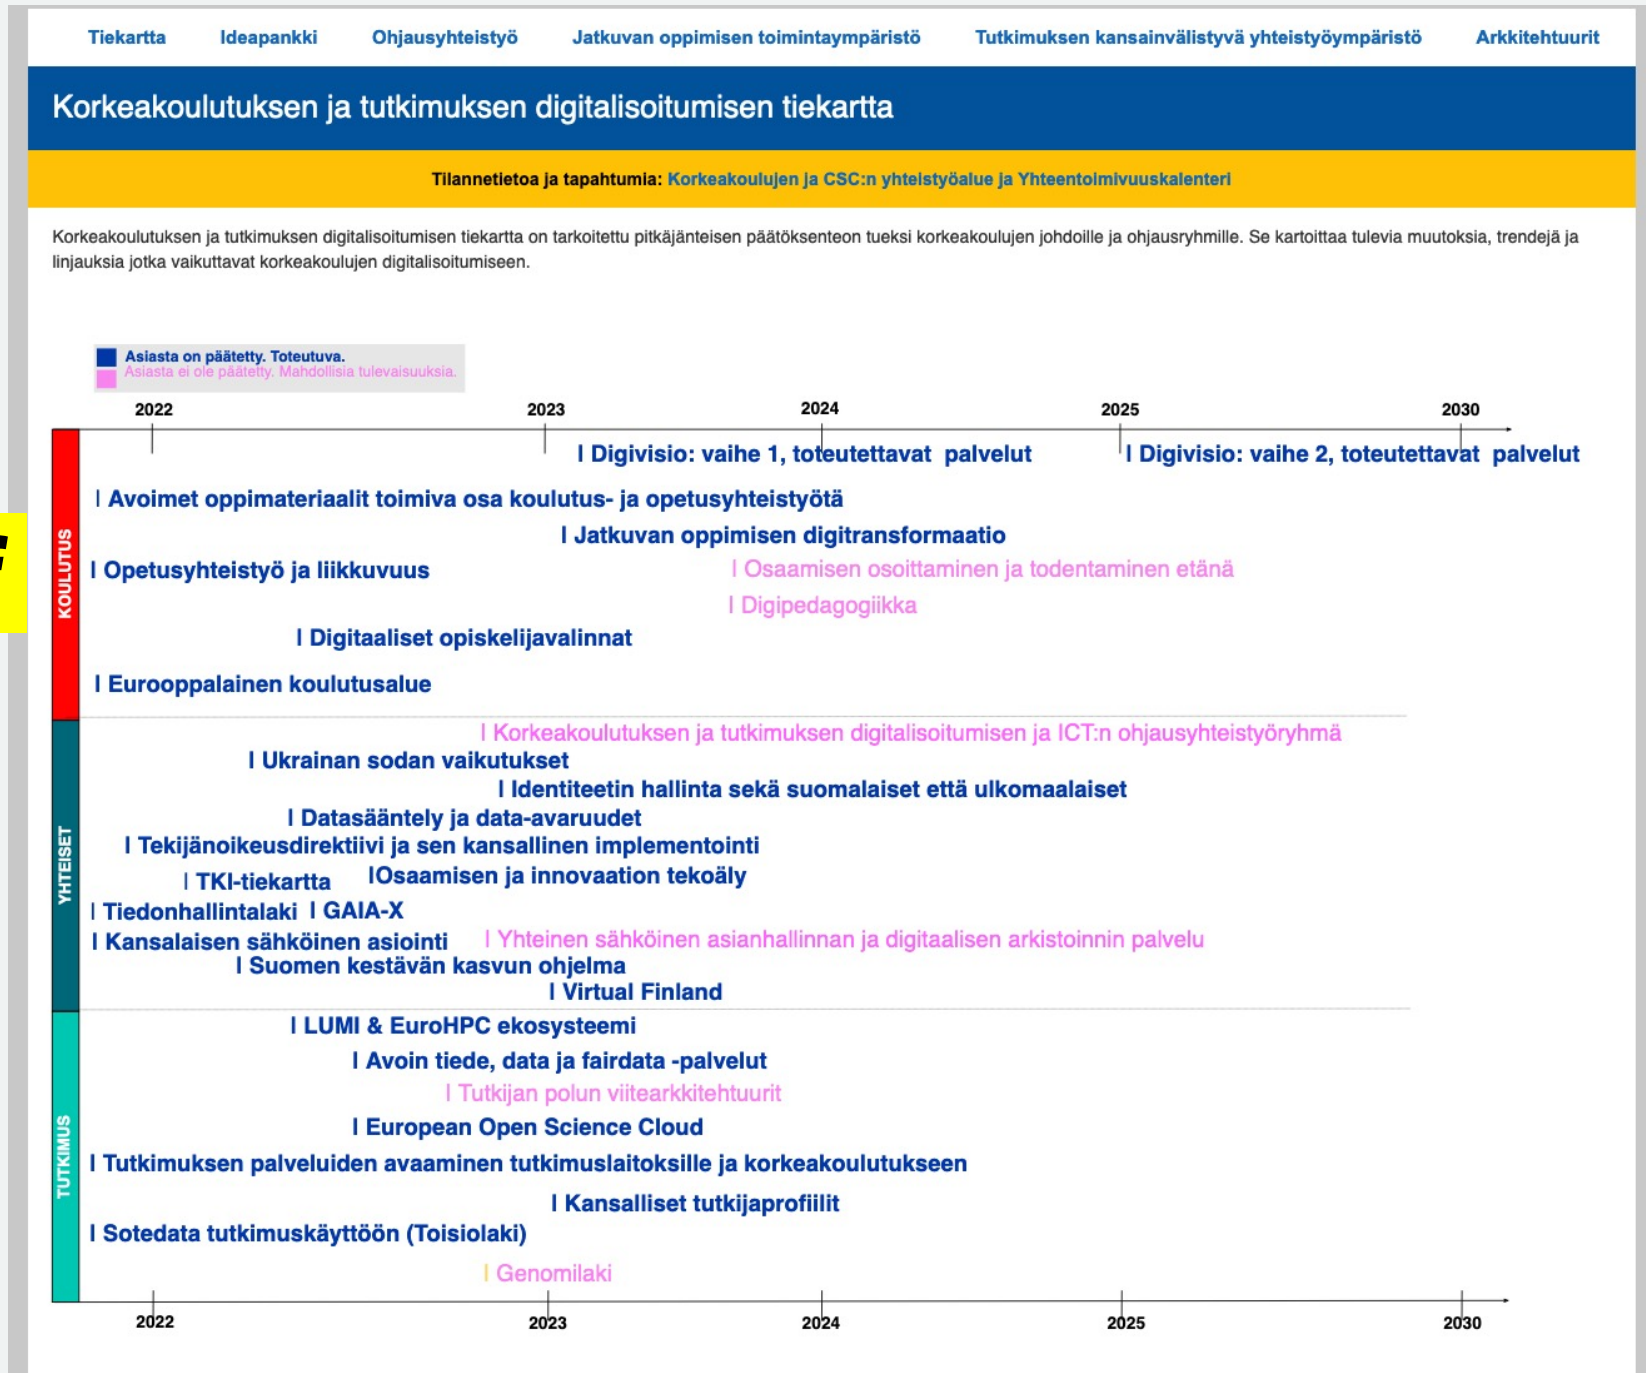 Tiekartta Ideapankki Ohjausyhteistyö Jatkuvan oppimisen toimintaympäristö Tutkimuksen kansainvälistyvä yhteistyöympäristö Arkkitehtuurit
Korkeakoulutuksen ja tutkimuksen digitalisoitumisen tiekartta
Tilannetietoa ja tapahtumia: Korkeakoulujen ja CSC:n yhteistyöalue ja Yhteentoimivuuskalenteri
Korkeakoulutuksen ja tutkimuksen digitalisoitumisen tiekartta on tarkoitettu pitkäjänteisen päätöksenteon tueksi korkeakoulujen johdoille ja ohjausryhmille. Se kartoittaa tulevia muutoksia, trendejä ja
linjauksia jotka vaikuttavat korkeakoulujen digitalisoitumiseen.
Asiasta on päätetty. Toteutuva.
Asiasta ei ole päätetty. Mahdollisia tulevaisuuksia.
2022 2023 2024 2025 2030
KOULUTUS
I Digivisio: vaihe 1, toteutettavat palvelut I Digivisio: vaihe 2, toteutettavat palvelut
I Avoimet oppimateriaalit toimiva osa koulutus- ja opetusyhteistyötä
I Jatkuvan oppimisen digitransformaatio
I Opetusyhteistyö ja liikkuvuus I Osaamisen osoittaminen ja todentaminen etänä
I Digipedagogiikka
I Digitaaliset opiskelijavalinnat
I Eurooppalainen koulutusalue
YHTEISET
I Korkeakoulutuksen ja tutkimuksen digitalisoitumisen ja ICT:n ohjausyhteistyöryhmä
I Ukrainan sodan vaikutukset
I Identiteetin hallinta sekä suomalaiset että ulkomaalaiset
I Datasääntely ja data-avaruudet
I Tekijänoikeusdirektiivi ja sen kansallinen implementointi
I TKI-tiekartta IOsaamisen ja innovaation tekoäly
I Tiedonhallintalaki I GAIA-X
I Kansalaisen sähköinen asiointi I Yhteinen sähköinen asianhallinnan ja digitaalisen arkistoinnin palvelu
I Suomen kestävän kasvun ohjelma
I Virtual Finland
TUTKIMUS
I LUMI & EuroHPC ekosysteemi
I Avoin tiede, data ja fairdata -palvelut
I Tutkijan polun viitearkkitehtuurit
I European Open Science Cloud
I Tutkimuksen palveluiden avaaminen tutkimuslaitoksille ja korkeakoulutukseen
I Kansalliset tutkijaprofiilit
I Sotedata tutkimuskäyttöön (Toisiolaki)
I Genomilaki
2022 2023 2024 2025 2030